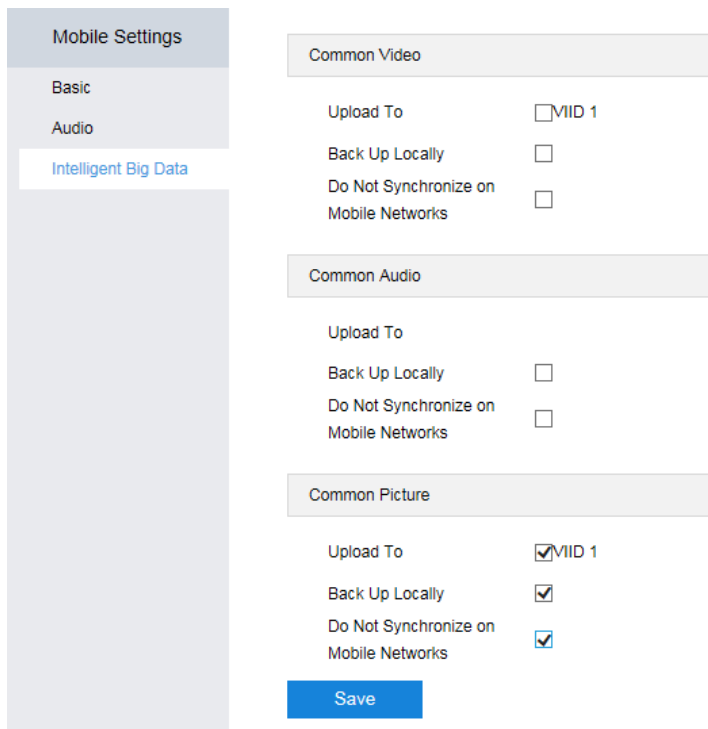 Mobile Settings
Basic
Audio
Intelligent Big Data
Common Video
Upload To VIID 1
Back Up Locally
Do Not Synchronize on
Mobile Networks
Common Audio
Upload To
Back Up Locally
Do Not Synchronize on
Mobile Networks
Common Picture
Upload To VIID 1
Back Up Locally
Do Not Synchronize on
Mobile Networks
Save